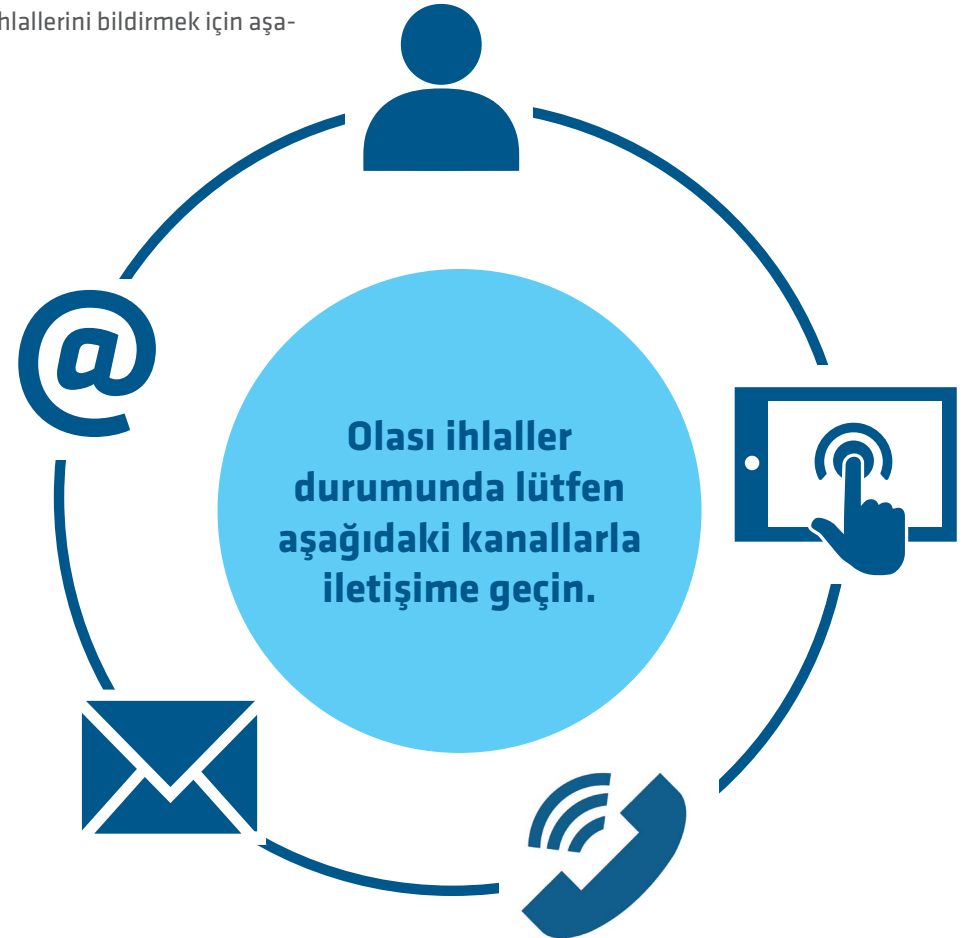 hlallerini bildirmek için aşa-
Olası ihlaller
durumunda lütfen
aşağıdaki kanallarla
iletişime geçin.